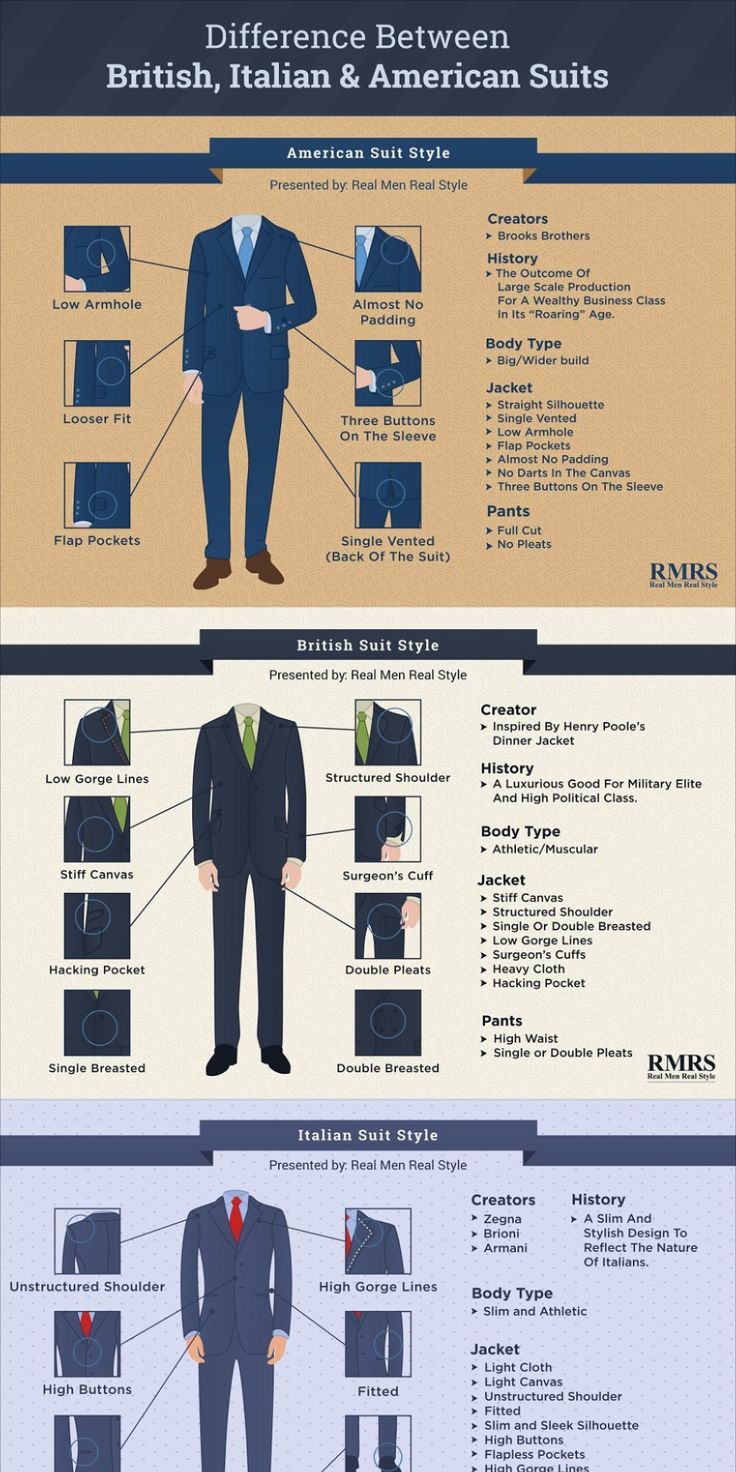 Difference Between
British, Italian & American Suits
American Suit Style
Presented by: Real Men Real Style
Low Armhole
Looser Fit
Flap Pockets
Almost No
Padding
Three Buttons
On The Sleeve
Single Vented
(Back Of The Suit)
Creators
Brooks Brothers
History
The Outcome Of
Large Scale Production
For A Wealthy Business Class
In Its “Roaring” Age.
Body Type
Big/Wider build
Jacket
Straight Silhouette
Single Vented
Low Armhole
Flap Pockets
Almost No Padding
No Darts In The Canvas
Three Buttons On The Sleeve
Pants
Full Cut
No Pleats
RMRS
Real Men Real Style
British Suit Style
Presented by: Real Men Real Style
Low Gorge Lines
Stiff Canvas
Hacking Pocket
Single Breasted
Structured Shoulder
Surgeon's Cuff
Double Pleats
Double Breasted
Creator
Inspired By Henry Poole's
Dinner Jacket
History
A Luxurious Good For Military Elite
And High Political Class.
Body Type
Athletic/Muscular
Jacket
Stiff Canvas
Structured Shoulder
Single Or Double Breasted
Low Gorge Lines
Surgeon's Cuffs
Heavy Cloth
Hacking Pocket
Pants
High Waist
Single or Double Pleats
RMRS
Real Men Real Style
Italian Suit Style
Presented by: Real Men Real Style
Unstructured Shoulder
High Buttons
High Gorge Lines
Fitted
Creators
Zegna
Brioni
Armani
History
A Slim And
Stylish Design To
Reflect The Nature
Of Italians.
Body Type
Slim and Athletic
Jacket
Light Cloth
Light Canvas
Unstructured Shoulder
Fitted
Slim and Sleek Silhouette
High Buttons
Flapless Pockets
High Gorge Lines